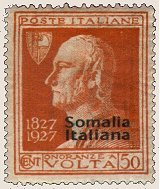 POSTE ITALIANE
1827
1927
Somalia
Italiana
ONORANZE A
CENT VOLTA 50